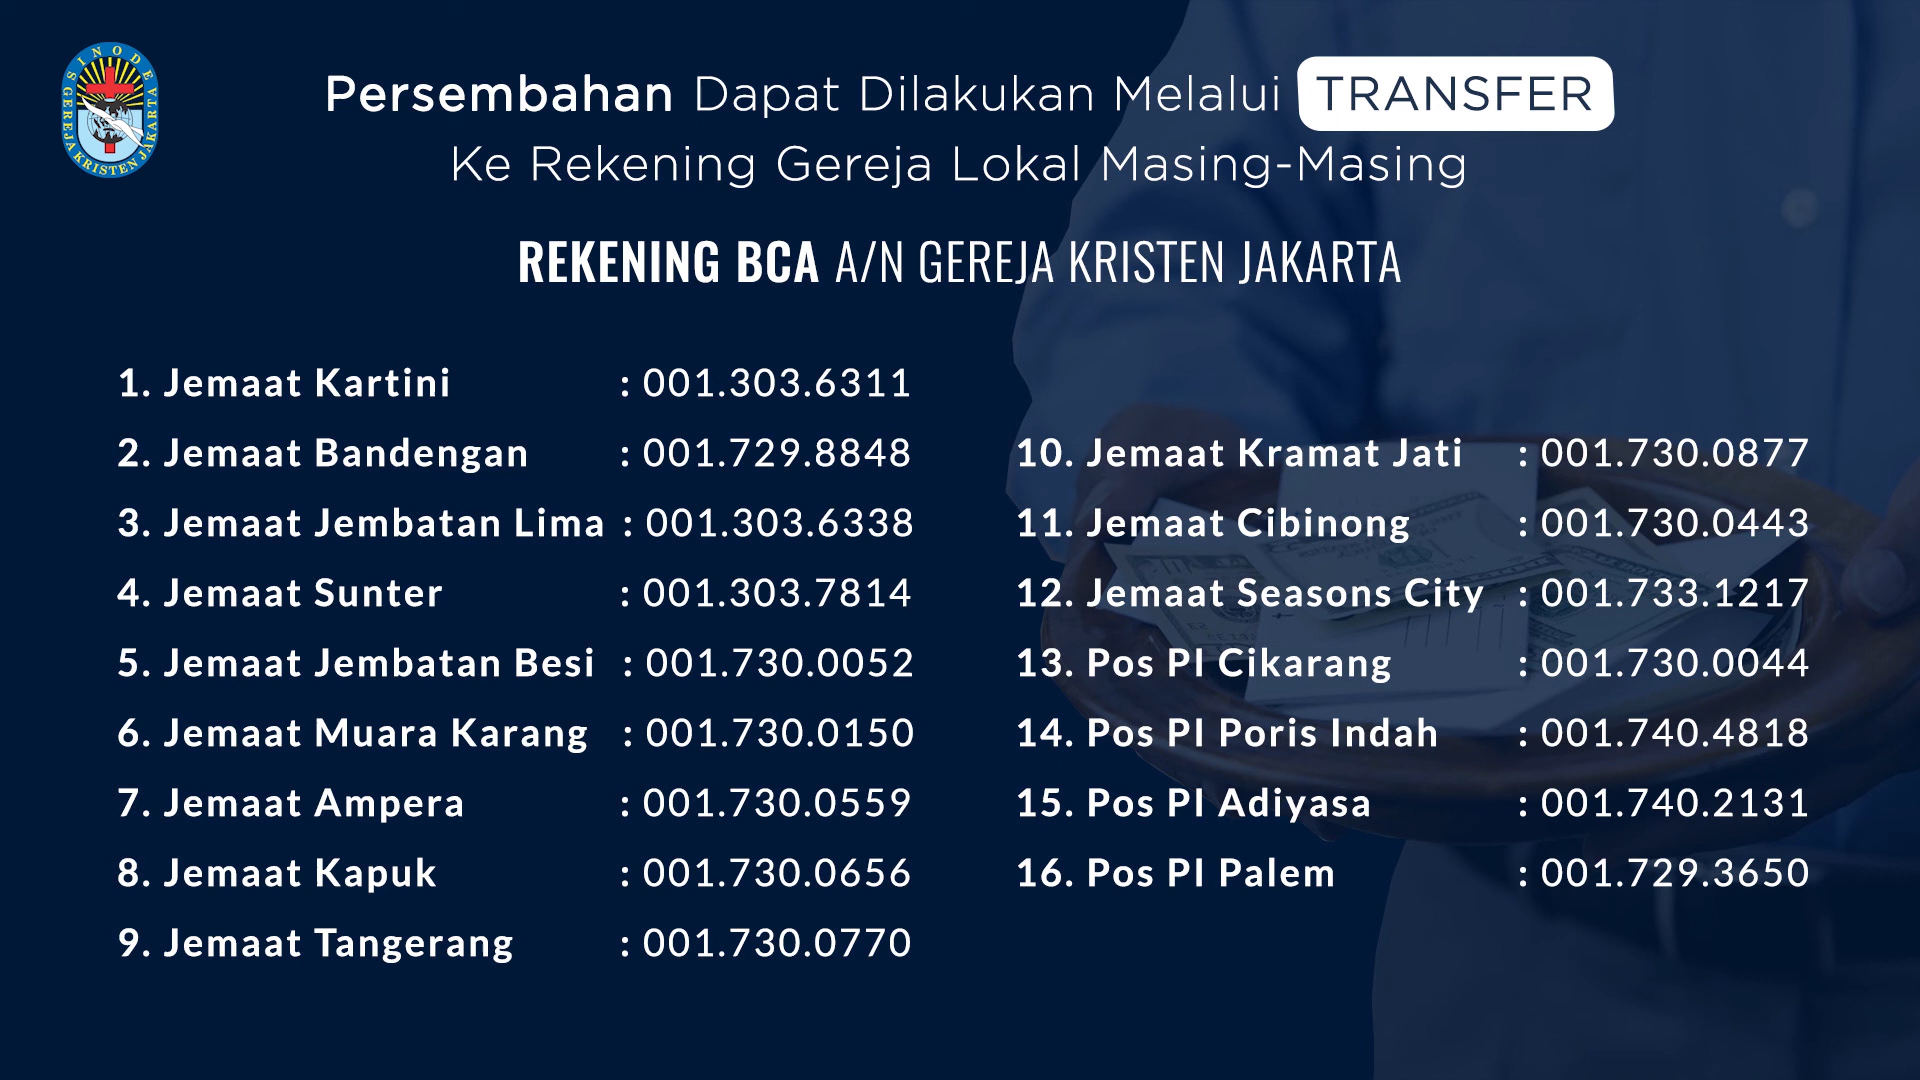 SINODE
GEREJA KRISTEN JAKARTA
Persembahan Dapat Dilakukan Melalui TRANSFER
Ke Rekening Gereja Lokal Masing-Masing
REKENING BCA A/N GEREJA KRISTEN JAKARTA
1. Jemaat Kartini : 001.303.6311
2. Jemaat Bandengan : 001.729.8848
3. Jemaat Jembatan Lima : 001.303.6338
4. Jemaat Sunter : 001.303.7814
5. Jemaat Jembatan Besi : 001.730.0052
6. Jemaat Muara Karang : 001.730.0150
7. Jemaat Ampera : 001.730.0559
8. Jemaat Kapuk : 001.730.0656
9. Jemaat Tangerang : 001.730.0770
10. Jemaat Kramat Jati : 001.730.0877
11. Jemaat Cibinong : 001.730.0443
12. Jemaat Seasons City : 001.733.1217
13. Pos PI Cikarang : 001.730.0044
14. Pos PI Poris Indah : 001.740.4818
15. Pos PI Adiyasa : 001.740.2131
16. Pos PI Palem : 001.729.3650